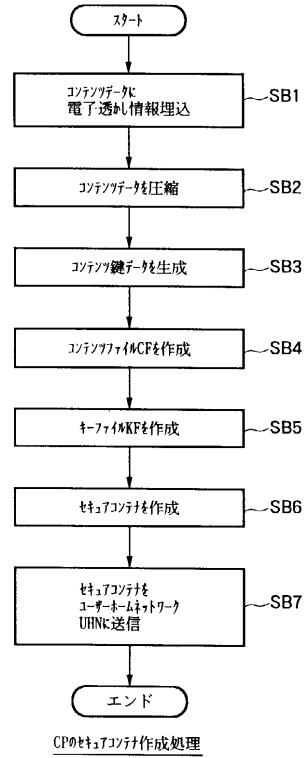 スタート
コンテンツデータに
電子透かし情報埋込
SB1
コンテンツデータを圧縮
SB2
コンテンツ鍵データを生成
SB3
コンテンツファイルCFを作成
SB4
キーファイルKFを作成
SB5
セキュアコンテナを作成
SB6
セキュアコンテナを
ユーザーホームネットワーク
UHNに送信
SB7
エンド
CPのセキュアコンテナ作成処理